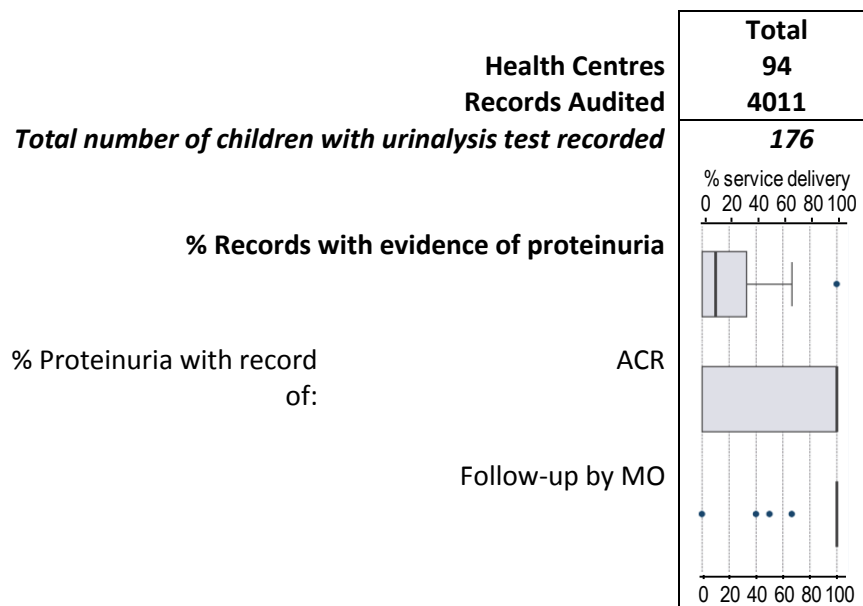 Total
Health Centres 94
Records Audited 4011
Total number of children with urinalysis test recorded 176
% service delivery
0 20 40 60 80 100
% Records with evidence of proteinuria
% Proteinuria with record of:
ACR
Follow-up by MO
0 20 40 60 80 100